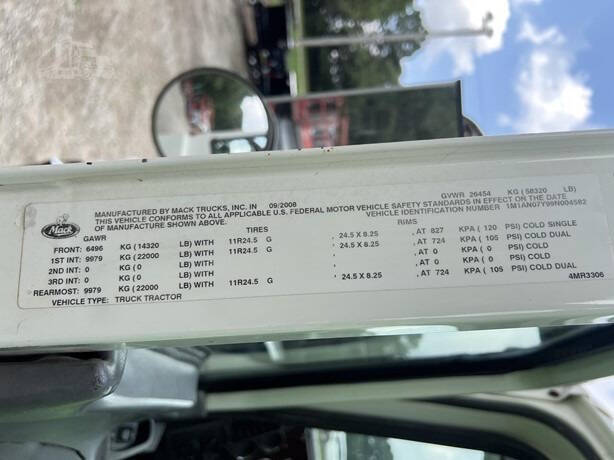 Mack
MANUFACTURED BY MACK TRUCKS, INC. IN 09/2008 GVWR 26454 KG (58320 LB)
THIS VEHICLE CONFORMS TO ALL APPLICABLE U.S. FEDERAL MOTOR VEHICLE SAFETY STANDARDS IN EFFECT ON THE DATE
OF MANUFACTURE SHOWN ABOVE. VEHICLE IDENTIFICATION NUMBER 1M1AN07Y99N004582
Mack
GAWR TIRES RIMS
FRONT: 6496 KG (14320 LB) WITH 11R24.5 G , 24.5 X 8.25 , AT 827 KPA ( 120 PSI) COLD SINGLE
1ST INT: 9979 KG (22000 LB) WITH 11R24.5 G , 24.5 X 8.25 , AT 724 KPA ( 105 PSI) COLD DUAL
2ND INT: 0 KG (0 LB) WITH , , AT 0 KPA ( 0 PSI) COLD
3RD INT: 0 KG (0 LB) WITH , , AT 0 KPA ( 0 PSI) COLD
REARMOST: 9979 KG (22000 LB) WITH 11R24.5 G , 24.5 X 8.25 , AT 724 KPA ( 105 PSI) COLD DUAL
VEHICLE TYPE: TRUCK TRACTOR 4MR3306